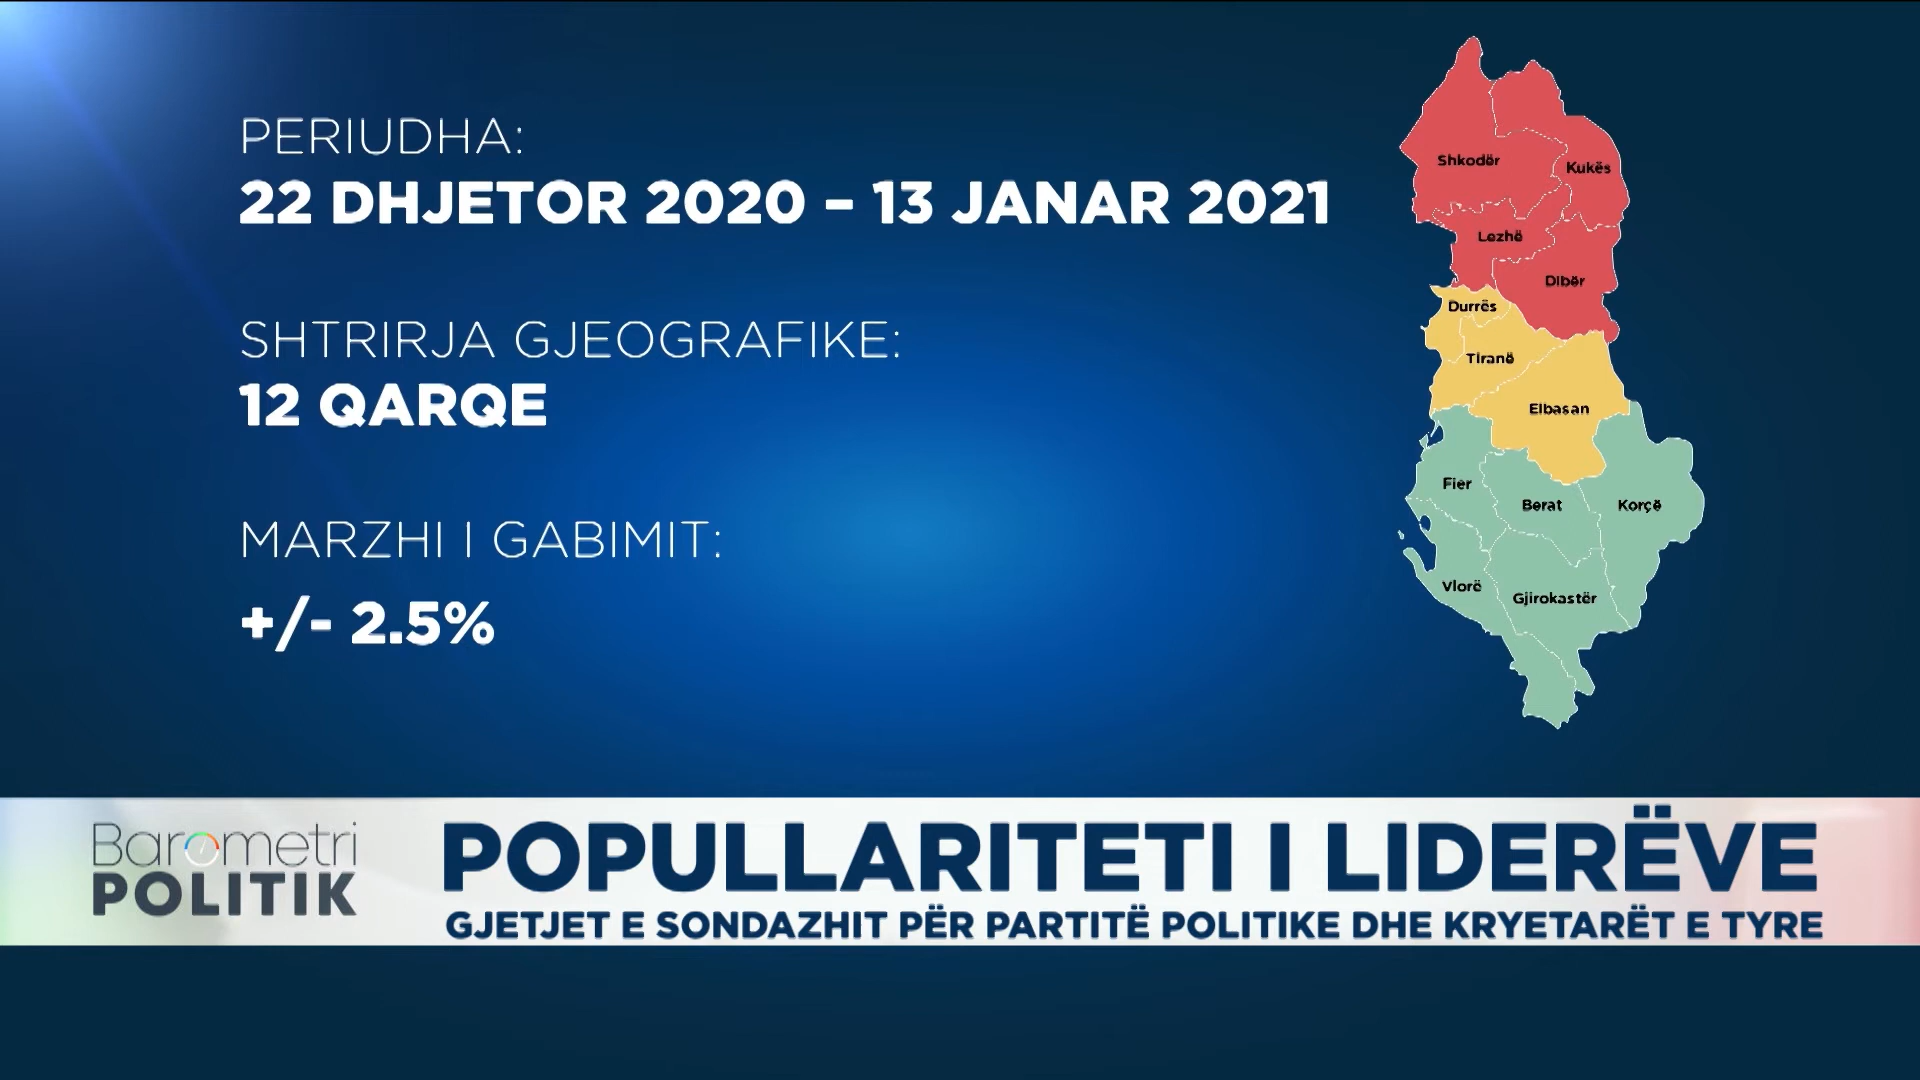 PERIUDHA:
22 DHJETOR 2020 – 13 JANAR 2021
SHTRIRJA GJEOGRAFIKE:
12 QARQE
MARZHI I GABIMIT:
+/- 2.5%
Shkodër
Kukës
Lezhë
Dibër
Durrës
Tiranë
Elbasan
Fier
Berat
Korçë
Vlorë
Gjirokastër
Barometri
POLITIK
POPULLARITETI I LIDERËVE
GJETJET E SONDAZHIT PËR PARTITË POLITIKE DHE KRYETARËT E TYRE